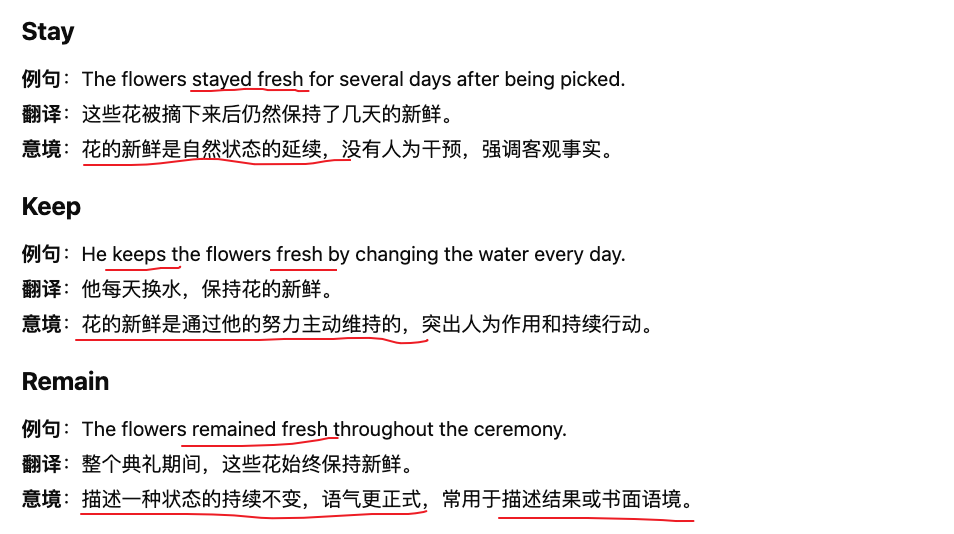 Stay
例句：The flowers stayed fresh for several days after being picked.
翻译：这些花被摘下来后仍然保持了几天的新鲜。
意境：花的新鲜是自然状态的延续，没有人为干预，强调客观事实。
Keep
例句：He keeps the flowers fresh by changing the water every day.
翻译：他每天换水，保持花的新鲜。
意境：花的新鲜是通过他的努力主动维持的，突出人为作用和持续行动。
Remain
例句：The flowers remained fresh throughout the ceremony.
翻译：整个典礼期间，这些花始终保持新鲜。
意境：描述一种状态的持续不变，语气更正式，常用于描述结果或书面语境。